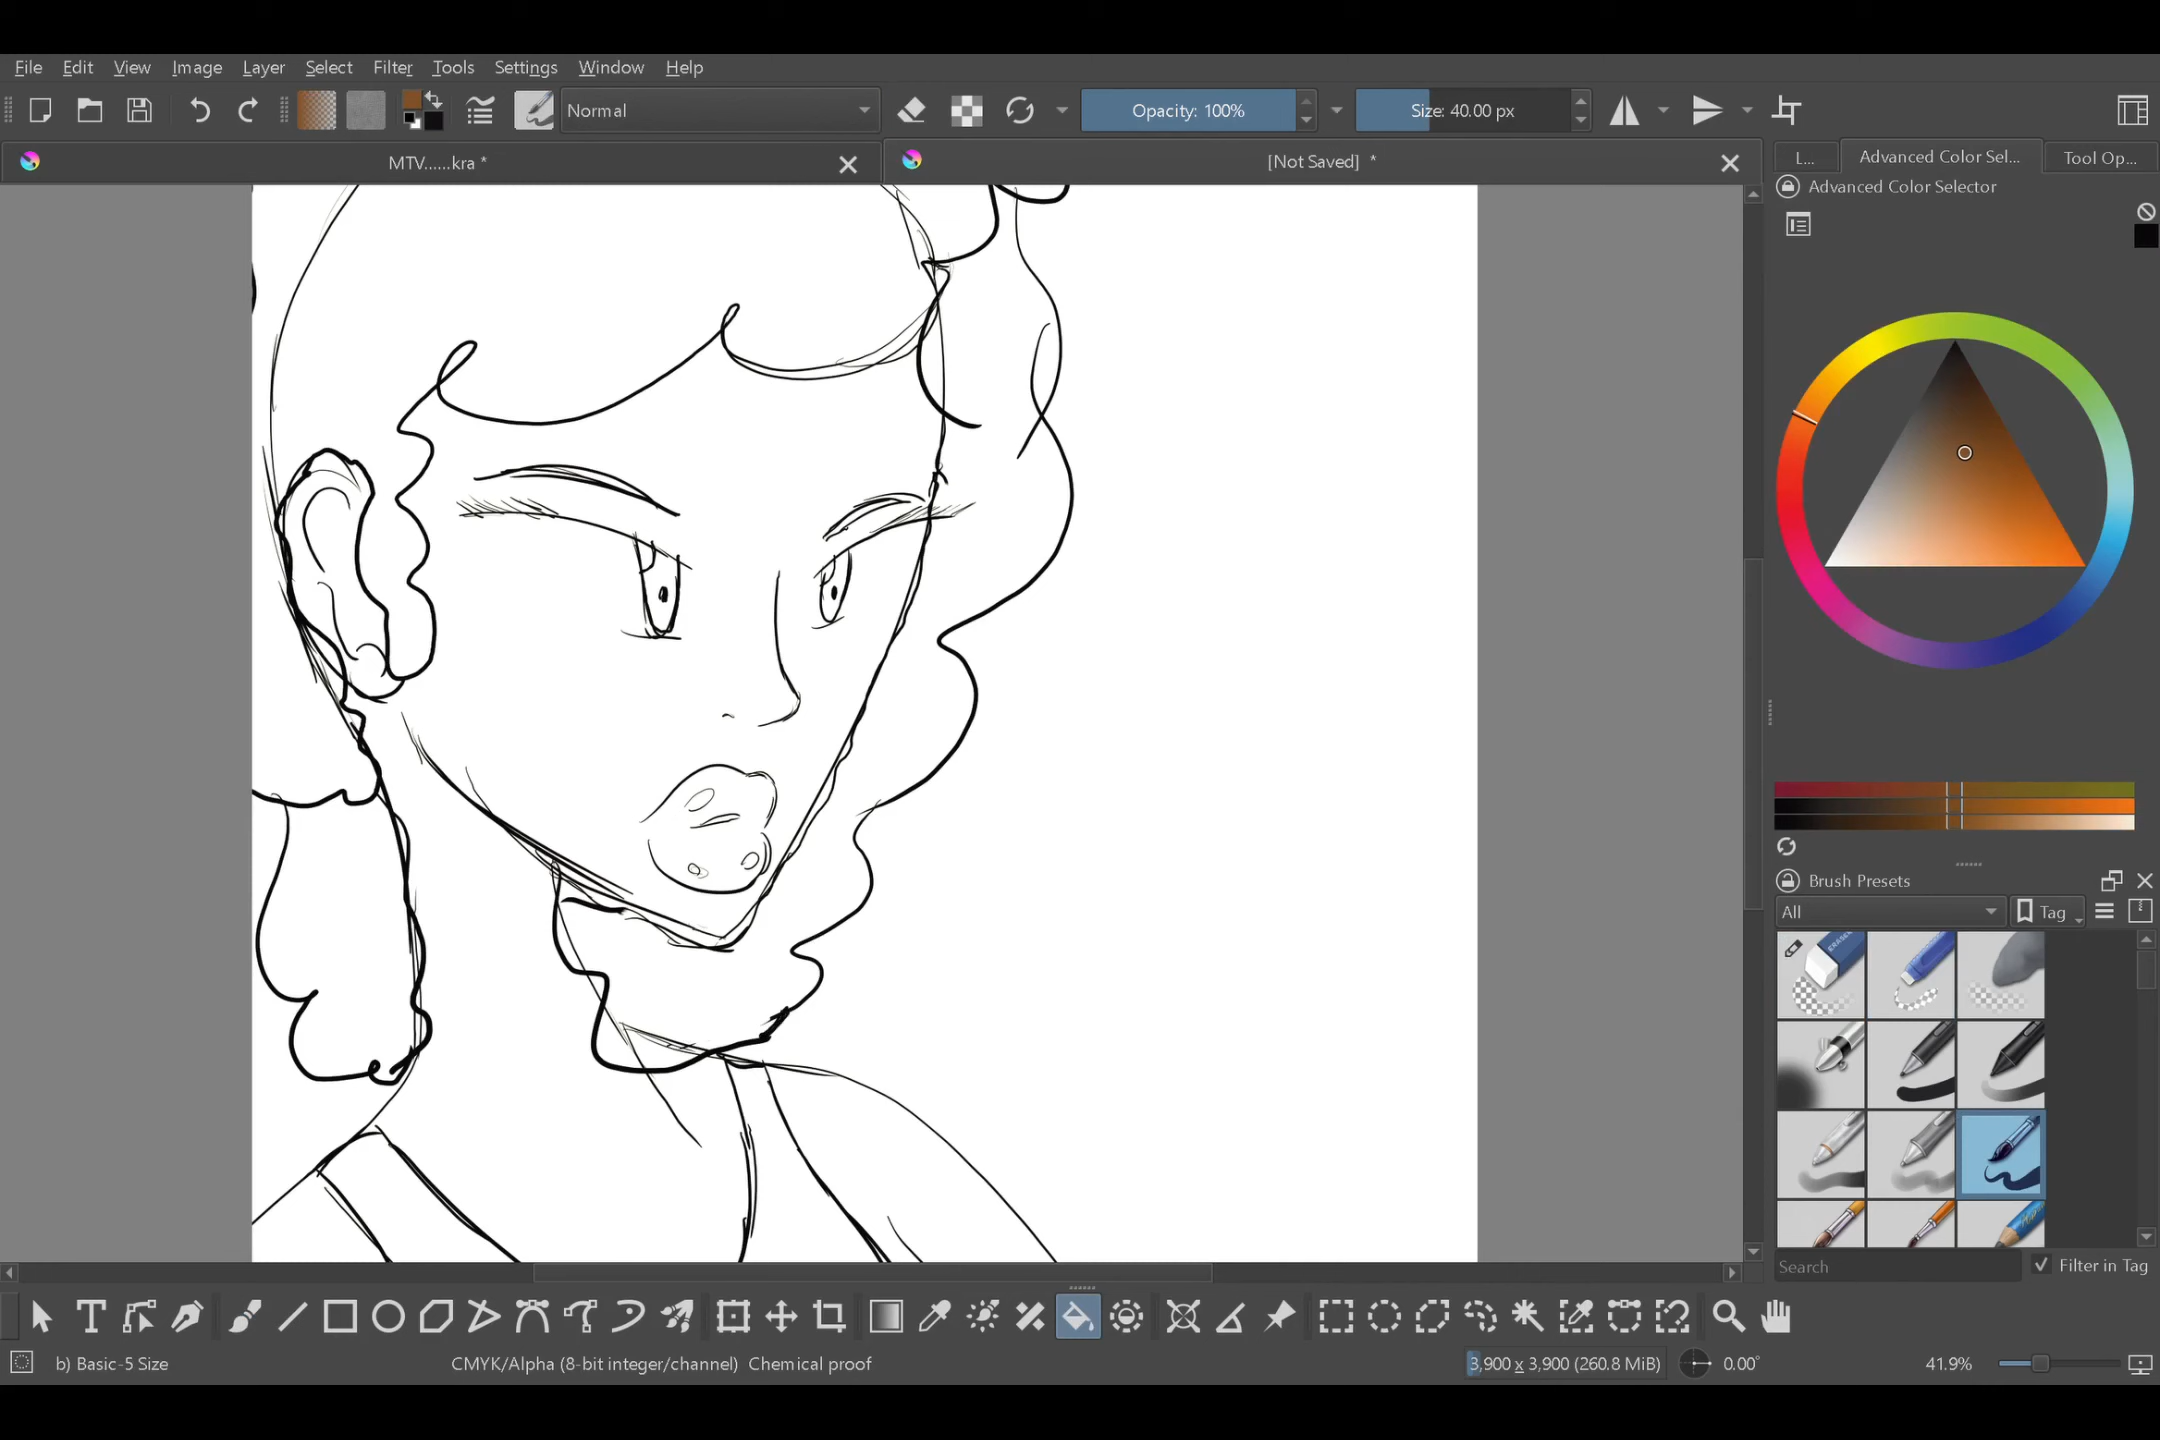 File Edit View Image Layer Select Filter Tools Settings Window Help
Normal Opacity: 100% Size: 40.00 px
MTV......kra * [Not Saved] * L... Advanced Color Sel... Tool Op...
Advanced Color Selector
Brush Presets
All Tag
ERASER
Search Filter in Tag
b) Basic-5 Size CMYK/Alpha (8-bit integer/channel) Chemical proof 3,900 x 3,900 (260.8 MiB) 0.00° 41.9%